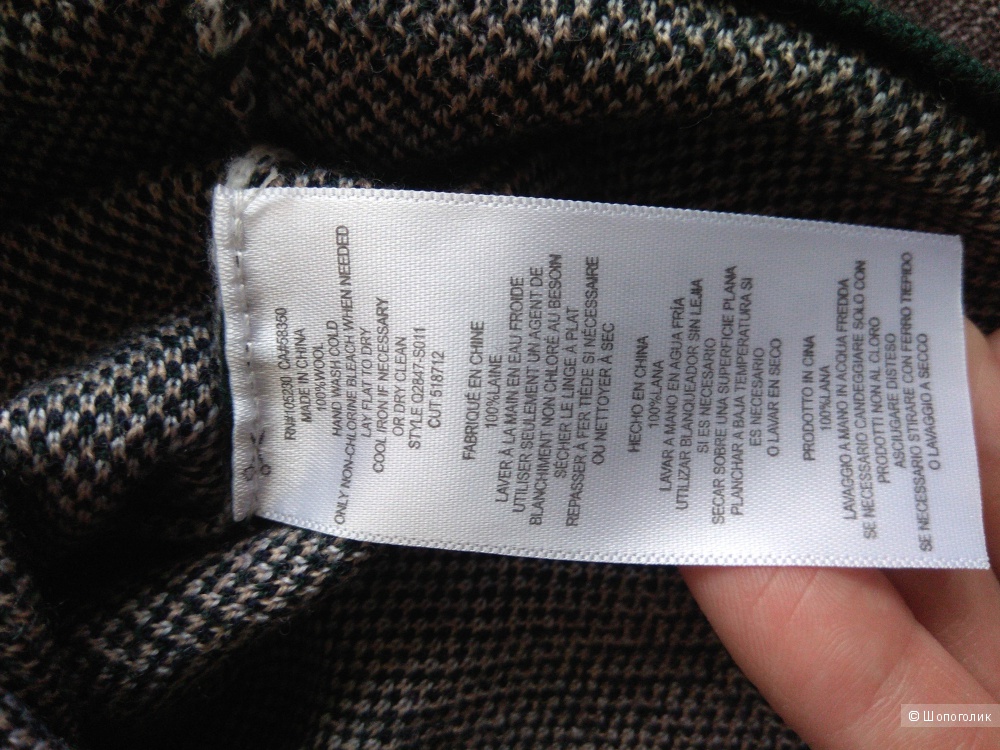 RN#105230 CA#58350
MADE IN CHINA
100%WOOL
HAND WASH COLD
ONLY NON-CHLORINE BLEACH WHEN NEEDED
LAY FLAT TO DRY
COOL IRON IF NECESSARY
OR DRY CLEAN
STYLE Q2847-S011
CUT 518712
FABRIQUÉ EN CHINE
100%LAINE
LAVER À LA MAIN EN EAU FROIDE
UTILISER SEULEMENT UN AGENT DE
BLANCHIMENT NON CHLORÉ AU BESOIN
SÉCHER LE LINGE À PLAT
REPASSER À FER TIÈDE SI NÉCESSAIRE
OU NETTOYER À SEC
HECHO EN CHINA
100%LANA
LAVAR A MANO EN AGUA FRÍA
UTILIZAR BLANQUEADOR SIN LEJIA
SI ES NECESARIO
SECAR SOBRE UNA SUPERFICIE PLANA
PLANCHAR A BAJA TEMPERATURA SI
ES NECESARIO
O LAVAR EN SECO
PRODOTTO IN CINA
100%LANA
LAVAGGIO A MANO IN ACQUA FREDDA
SE NECESSARIO CANDEGGIARE SOLO CON
PRODOTTI NON AL CLORO
ASCIUGARE DISTESO
SE NECESSARIO STIRARE CON FERRO TIEPIDO
O LAVAGGIO A SECCO
© Шопоголик